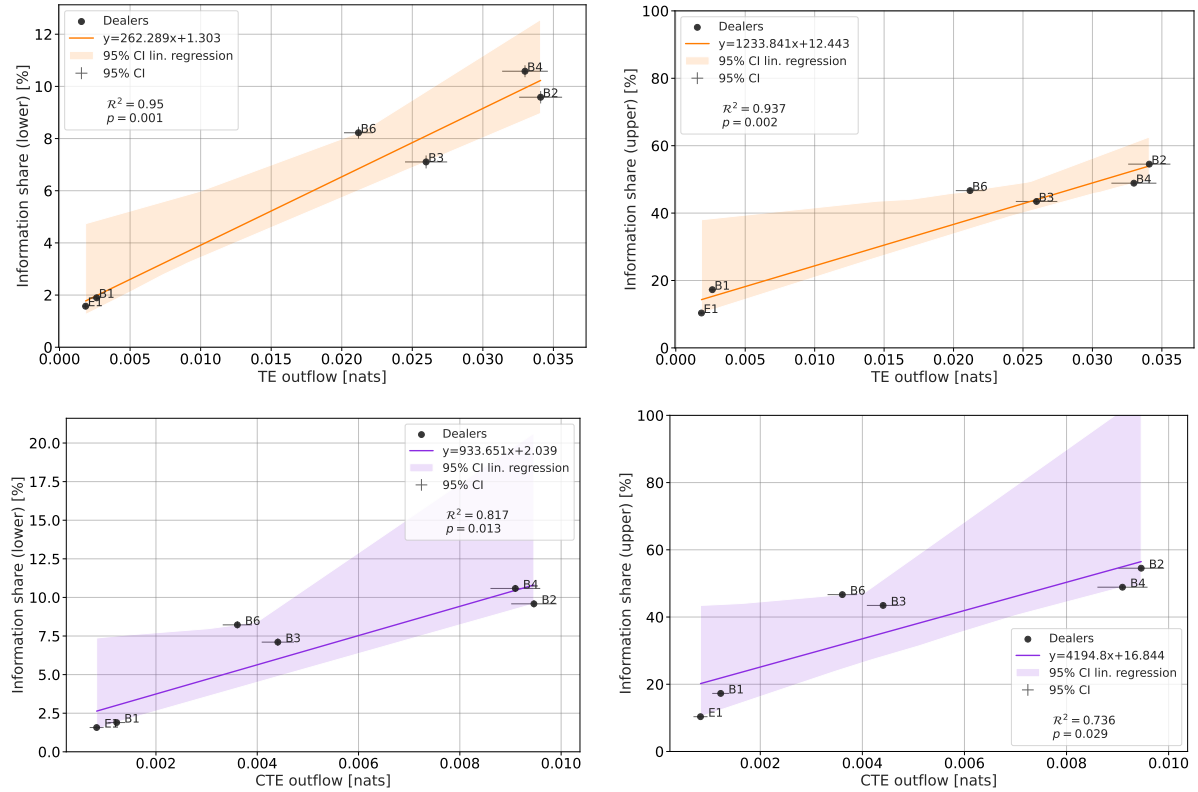 Dealers
y=262.289x+1.303
95% CI lin. regression
95% CI
R² = 0.95
p = 0.001
B4
B2
B6
B3
B1
E1
12
10
8
6
4
2
0
0.000 0.005 0.010 0.015 0.020 0.025 0.030 0.035
Information share (lower) [%]
TE outflow [nats]
Dealers
y=1233.841x+12.443
95% CI lin. regression
95% CI
R² = 0.937
p = 0.002
B2
B4
B6
B3
B1
E1
100
80
60
40
20
0
0.000 0.005 0.010 0.015 0.020 0.025 0.030 0.035
Information share (upper) [%]
TE outflow [nats]
Dealers
y=933.651x+2.039
95% CI lin. regression
95% CI
R² = 0.817
p = 0.013
B4
B2
B6
B3
B1
E1
20.0
17.5
15.0
12.5
10.0
7.5
5.0
2.5
0.0
0.002 0.004 0.006 0.008 0.010
Information share (lower) [%]
CTE outflow [nats]
100
80
60
40
20
0
B2
B4
B6
B3
B1
E1
Dealers
y=4194.8x+16.844
95% CI lin. regression
95% CI
R² = 0.736
p = 0.029
0.002 0.004 0.006 0.008 0.010
Information share (upper) [%]
CTE outflow [nats]